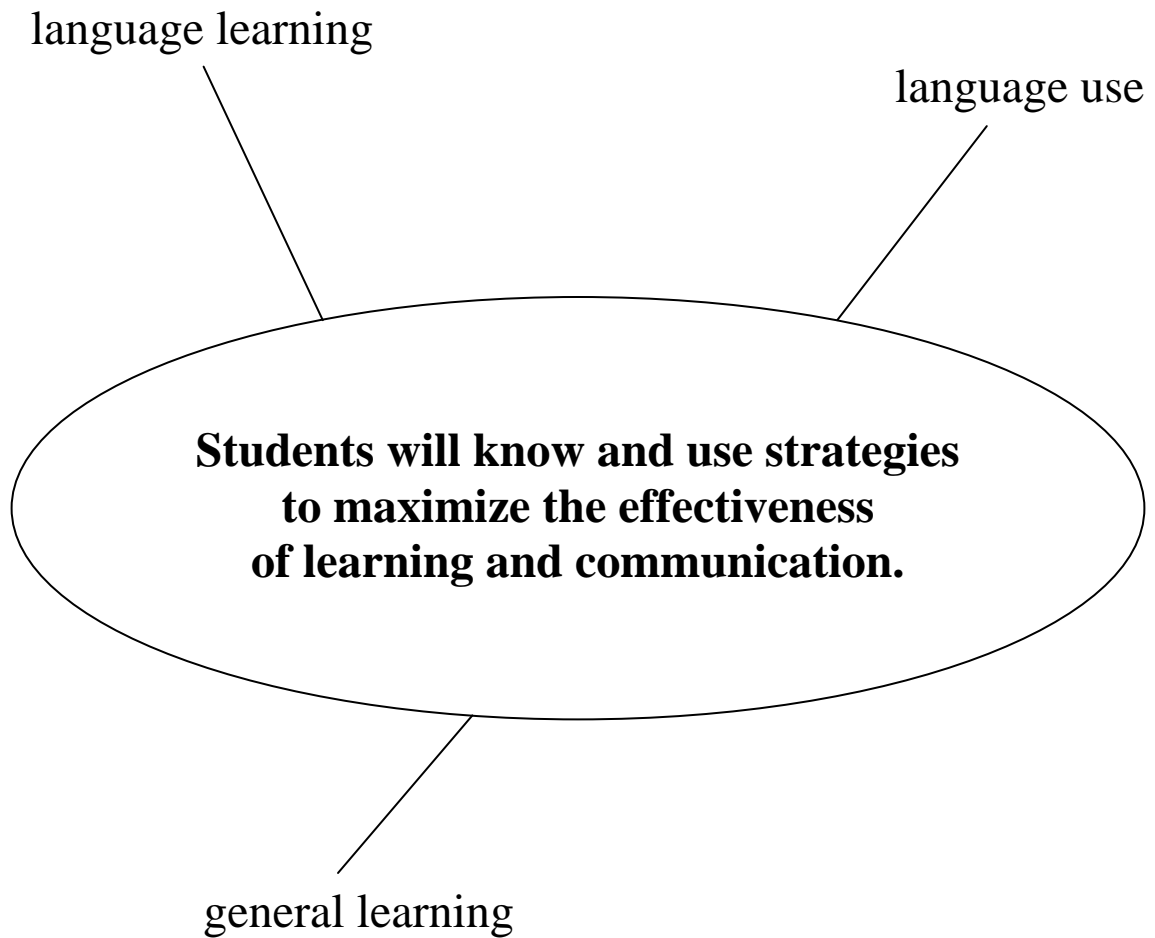 language learning
language use
Students will know and use strategies
to maximize the effectiveness
of learning and communication.
general learning